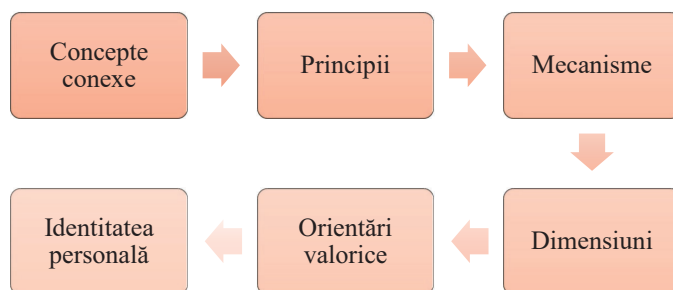 Concepte
conexe
Principii
Mecanisme
Dimensiuni
Orientări
valorice
Identitatea
personală